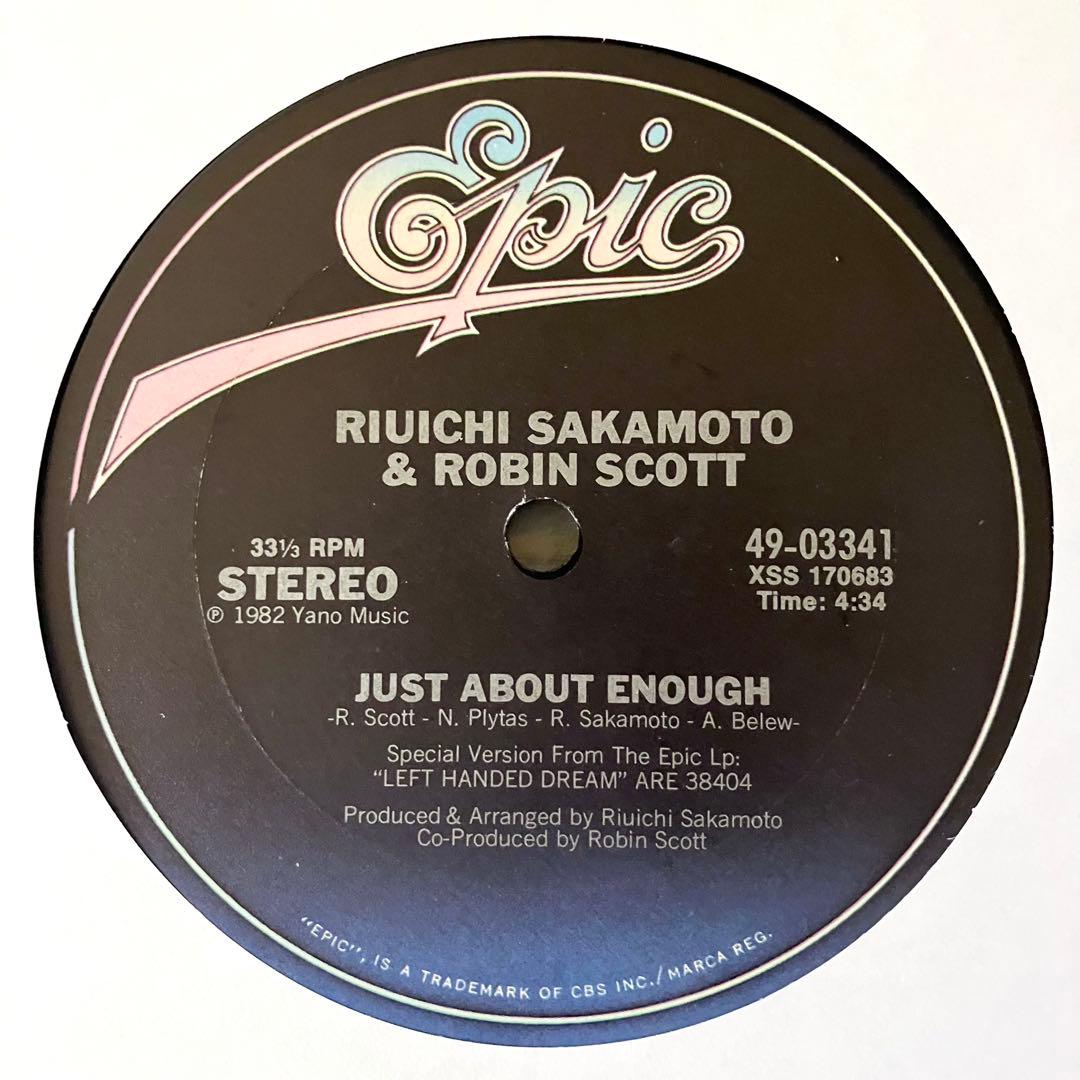 Epic
RIUICHI SAKAMOTO
& ROBIN SCOTT
33⅓ RPM
STEREO
℗ 1982 Yano Music
49-03341
XSS 170683
Time: 4:34
JUST ABOUT ENOUGH
-R. Scott - N. Plytas - R. Sakamoto - A. Belew-
Special Version From The Epic Lp:
“LEFT HANDED DREAM” ARE 38404
Produced & Arranged by Riuichi Sakamoto
Co-Produced by Robin Scott
“EPIC”, IS A TRADEMARK OF CBS INC./MARCA REG.